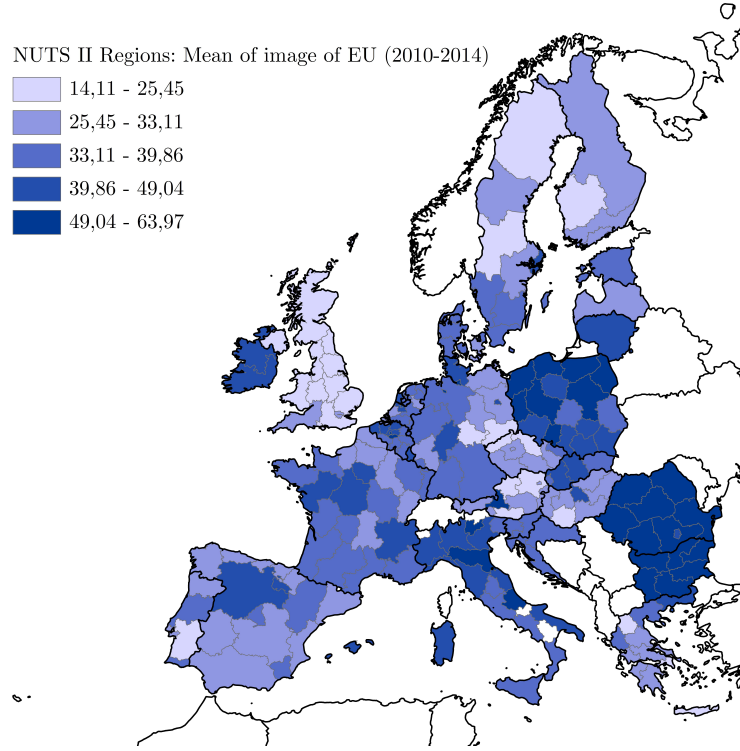 NUTS II Regions: Mean of image of EU (2010-2014)
14,11 - 25,45
25,45 - 33,11
33,11 - 39,86
39,86 - 49,04
49,04 - 63,97